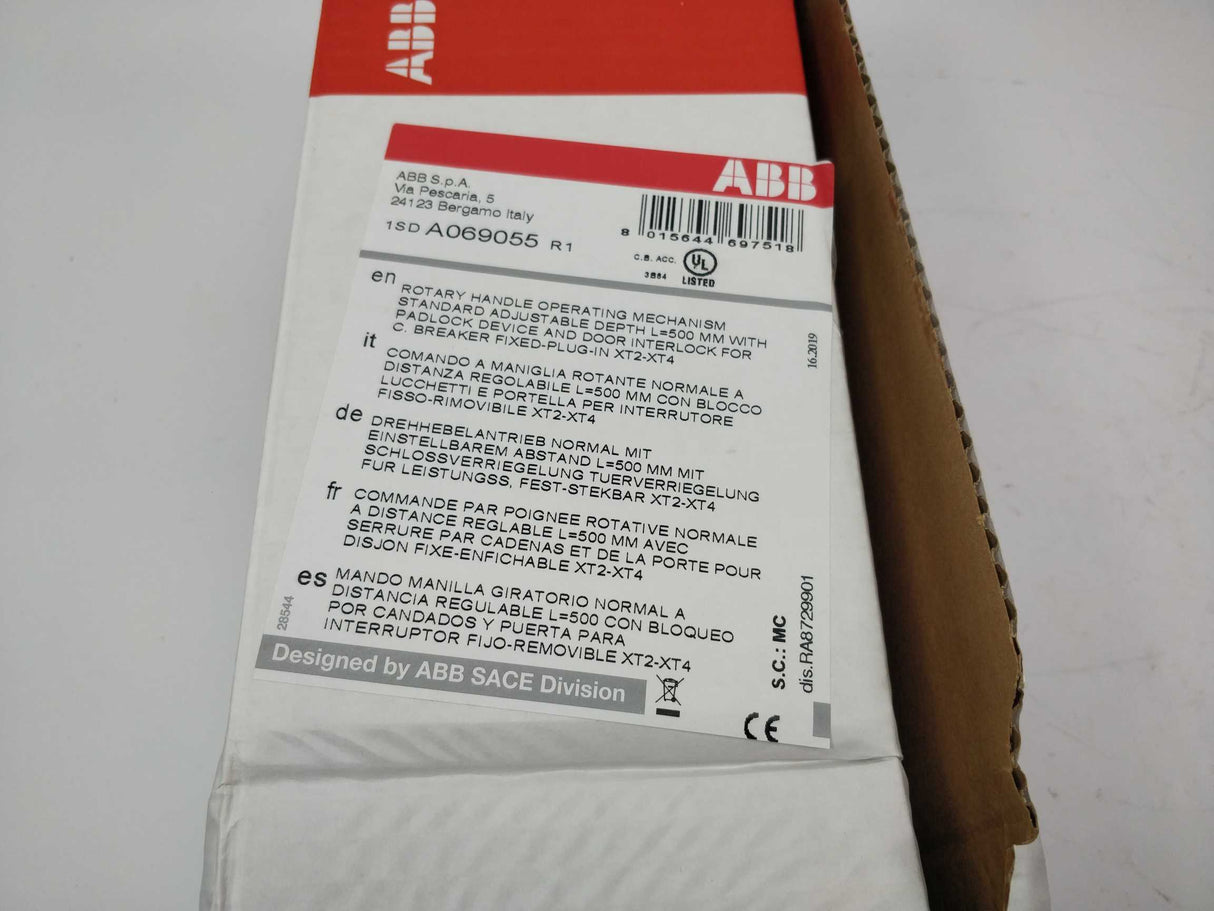 ABB
ABB
ABB S.p.A.
Via Pescaria, 5
24123 Bergamo Italy
1SD A069055 R1
8 015644 697518
C.B. ACC.
3B64
UL
LISTED
en ROTARY HANDLE OPERATING MECHANISM
STANDARD ADJUSTABLE DEPTH L=500 MM WITH
PADLOCK DEVICE AND DOOR INTERLOCK FOR
C. BREAKER FIXED-PLUG-IN XT2-XT4
16.2019
it COMANDO A MANIGLIA ROTANTE NORMALE A
DISTANZA REGOLABILE L=500 MM CON BLOCCO
LUCCHETTI E PORTELLA PER INTERRUTORE
FISSO-RIMOVIBILE XT2-XT4
de DREHHEBELANTRIEB NORMAL MIT
EINSTELLBAREM ABSTAND L=500 MM MIT
SCHLOSSVERRIEGELUNG TUERVERRIEGELUNG
FUR LEISTUNGSS, FEST-STEKBAR XT2-XT4
fr COMMANDE PAR POIGNEE ROTATIVE NORMALE
A DISTANCE REGLABLE L=500 MM AVEC
SERRURE PAR CADENAS ET DE LA PORTE POUR
DISJON FIXE-ENFICHABLE XT2-XT4
es MANDO MANILLA GIRATORIO NORMAL A
DISTANCIA REGULABLE L=500 CON BLOQUEO
POR CANDADOS Y PUERTA PARA
INTERRUPTOR FIJO-REMOVIBLE XT2-XT4
28544
S.C.: MC
dis.RA8729901
Designed by ABB SACE Division
CE